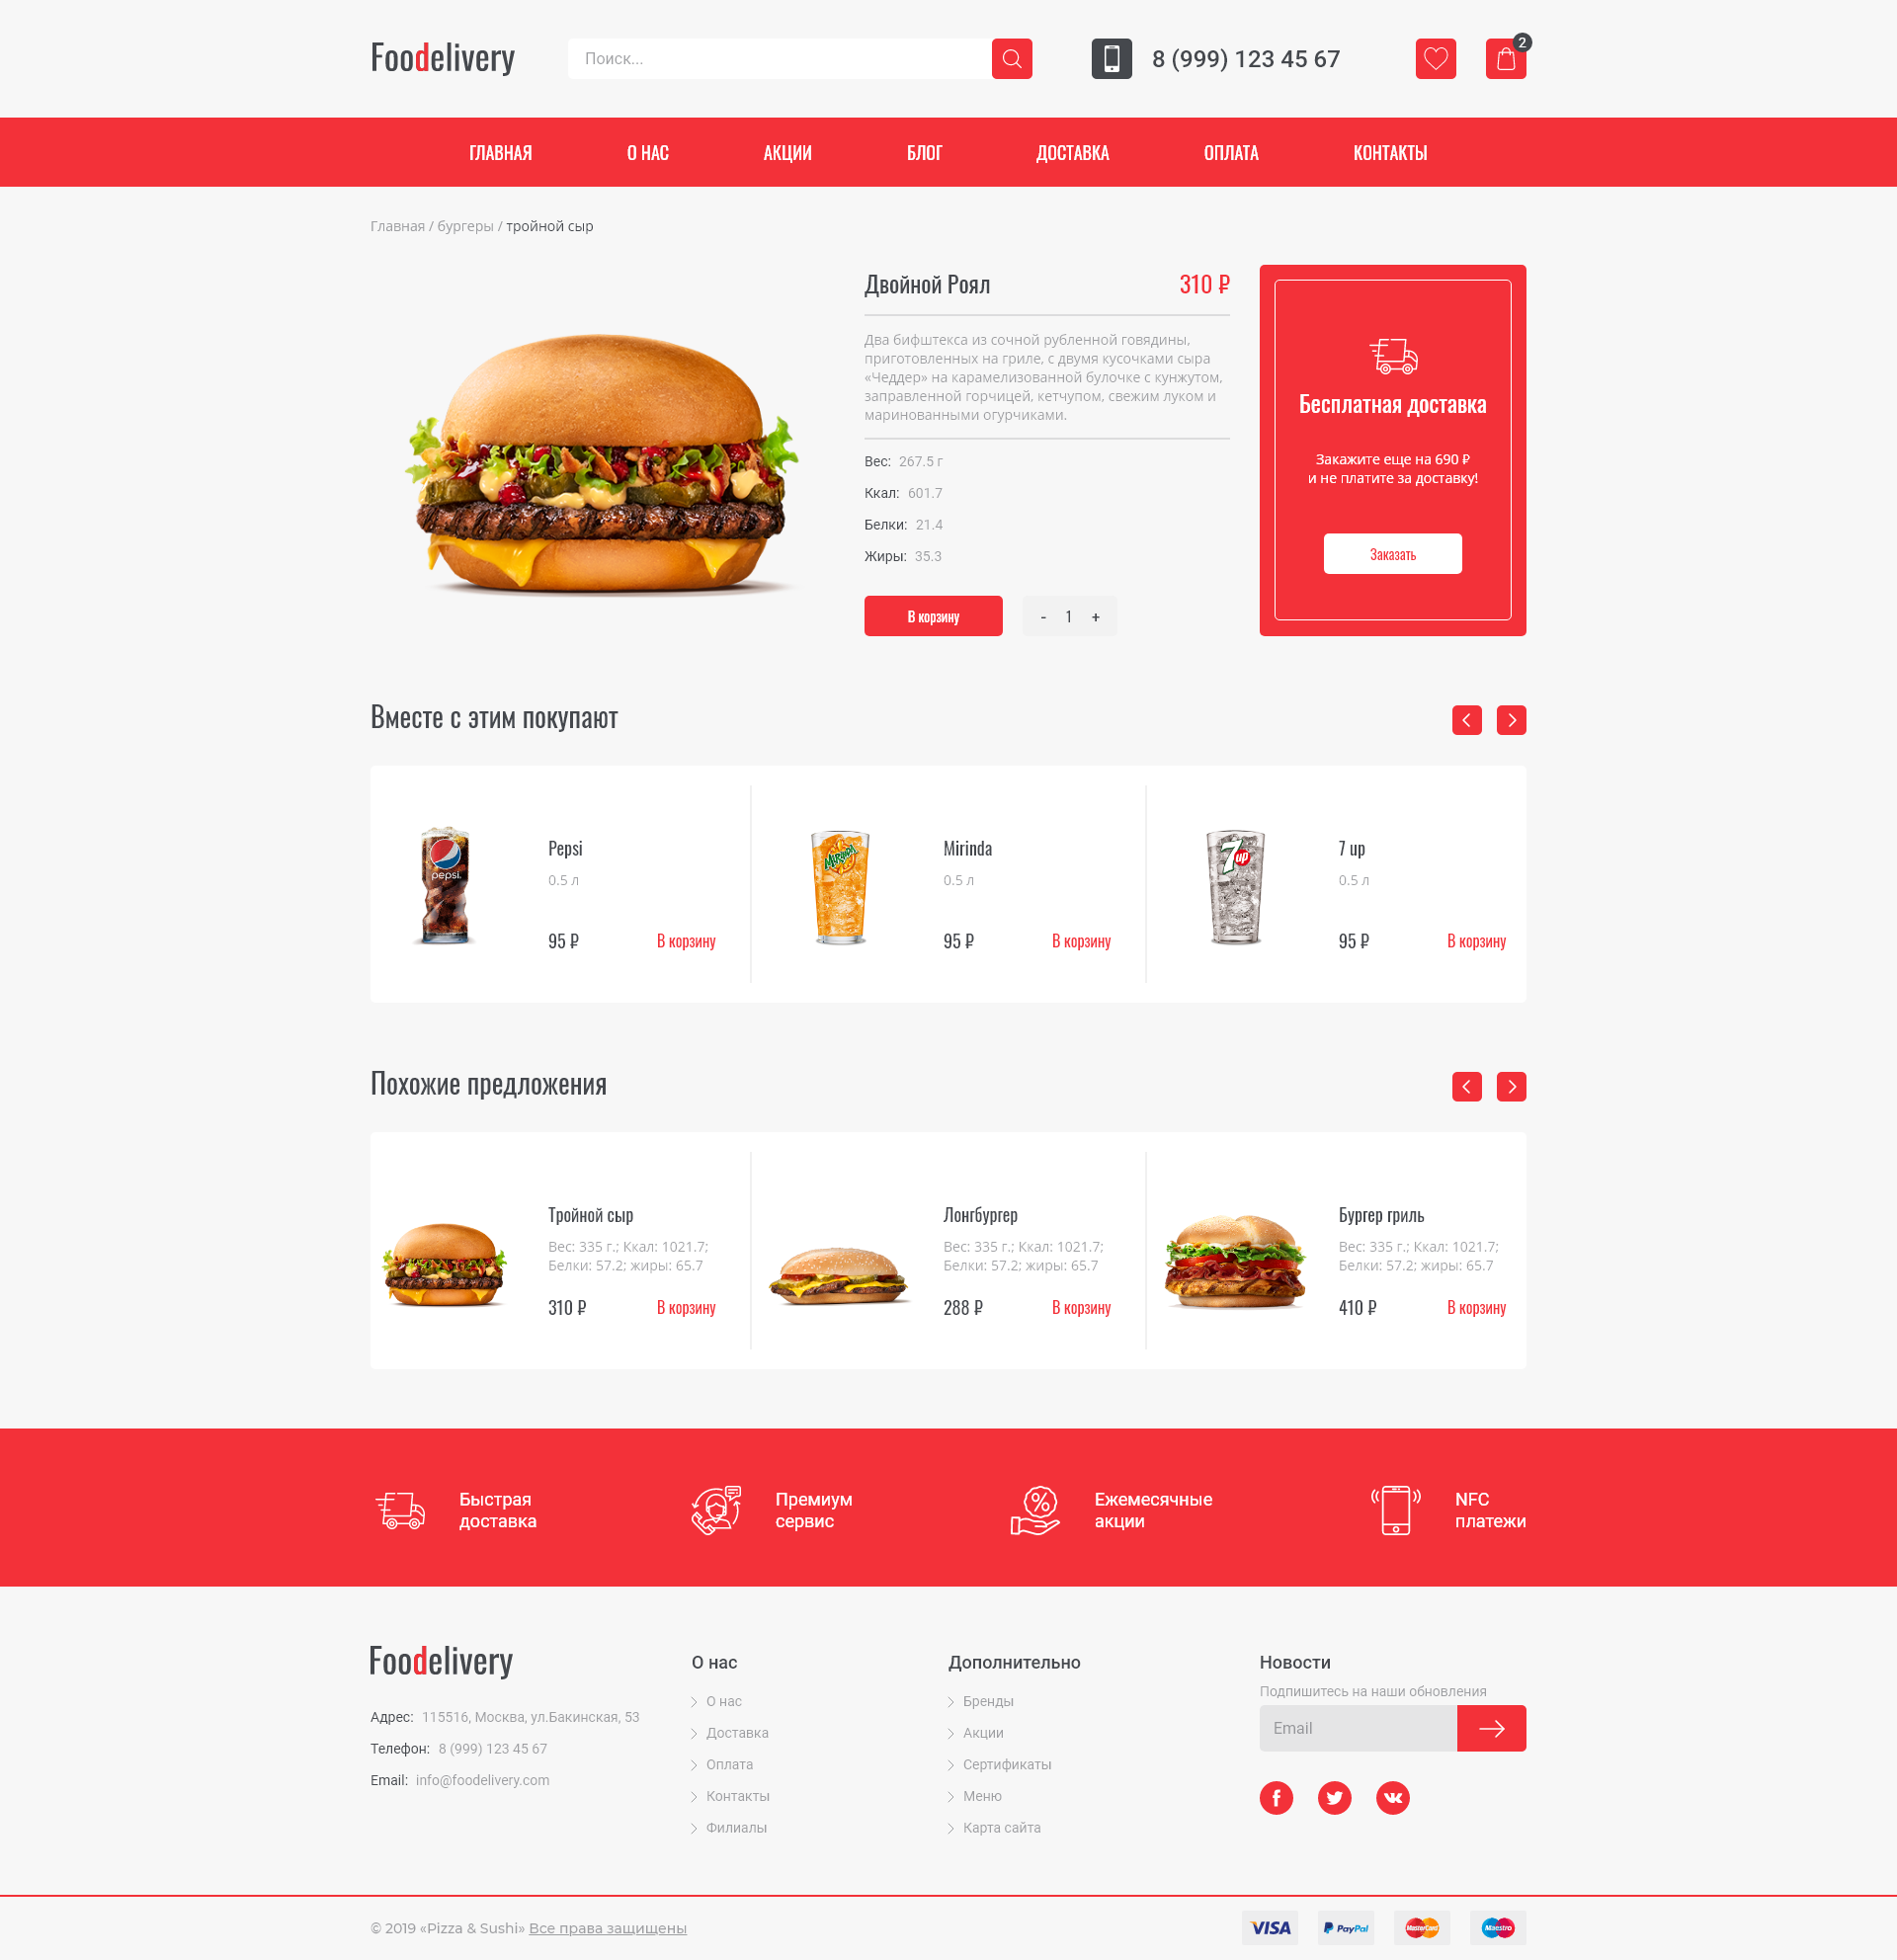 Foodelivery
Поиск...
8 (999) 123 45 67
2
ГЛАВНАЯ
О НАС
АКЦИИ
БЛОГ
ДОСТАВКА
ОПЛАТА
КОНТАКТЫ
Главная / бургеры / тройной сыр
Двойной Роял
310 ₽
Два бифштекса из сочной рубленной говядины,
приготовленных на гриле, с двумя кусочками сыра
«Чеддер» на карамелизованной булочке с кунжутом,
заправленной горчицей, кетчупом, свежим луком и
маринованными огурчиками.
Вес: 267.5 г
Ккал: 601.7
Белки: 21.4
Жиры: 35.3
В корзину
- 1 +
Бесплатная доставка
Закажите еще на 690 ₽
и не платите за доставку!
Заказать
Вместе с этим покупают
pepsi
Pepsi
0.5 л
95 ₽
В корзину
Mirinda
Mirinda
0.5 л
95 ₽
В корзину
7up
7 up
0.5 л
95 ₽
В корзину
Похожие предложения
Тройной сыр
Вес: 335 г.; Ккал: 1021.7;
Белки: 57.2; жиры: 65.7
310 ₽
В корзину
Лонгбургер
Вес: 335 г.; Ккал: 1021.7;
Белки: 57.2; жиры: 65.7
288 ₽
В корзину
Бургер гриль
Вес: 335 г.; Ккал: 1021.7;
Белки: 57.2; жиры: 65.7
410 ₽
В корзину
Быстрая
доставка
Премиум
сервис
Ежемесячные
акции
NFC
платежи
Foodelivery
Адрес: 115516, Москва, ул.Бакинская, 53
Телефон: 8 (999) 123 45 67
Email: info@foodelivery.com
О нас
О нас
Доставка
Оплата
Контакты
Филиалы
Дополнительно
Бренды
Акции
Сертификаты
Меню
Карта сайта
Новости
Подпишитесь на наши обновления
Email
© 2019 «Pizza & Sushi» Все права защищены
VISA
PayPal
MasterCard
Maestro